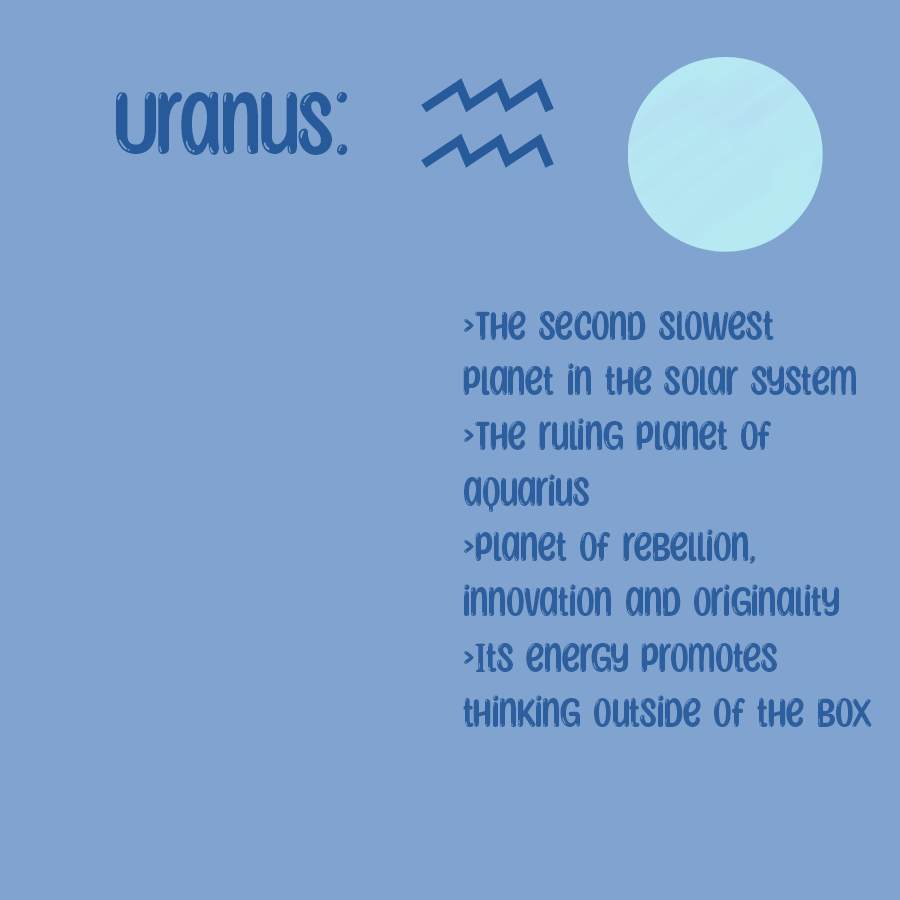 uranus:
>The second slowest
planet in the solar system
>The ruling planet of
aquarius
>Planet of rebellion,
innovation and originality
>Its energy promotes
thinking outside of the box